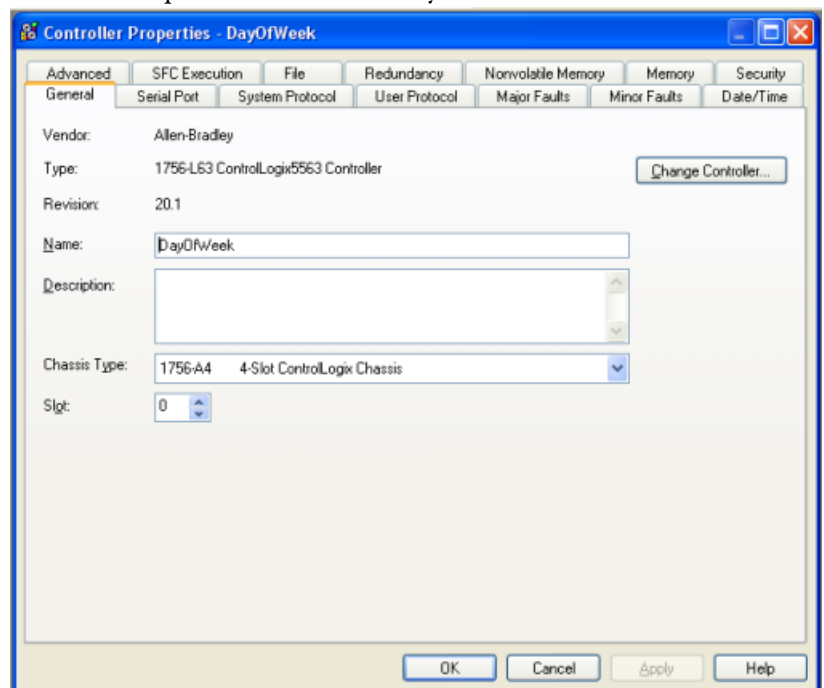 Controller Properties - DayOfWeek
Advanced SFC Execution File Redundancy Nonvolatile Memory Memory Security
General Serial Port System Protocol User Protocol Major Faults Minor Faults Date/Time
Vendor: Allen-Bradley
Type: 1756-L63 ControlLogix5563 Controller Change Controller...
Revision: 20.1
Name: DayOfWeek
Description:
Chassis Type: 1756-A4 4-Slot ControlLogix Chassis
Slot: 0
OK Cancel Apply Help